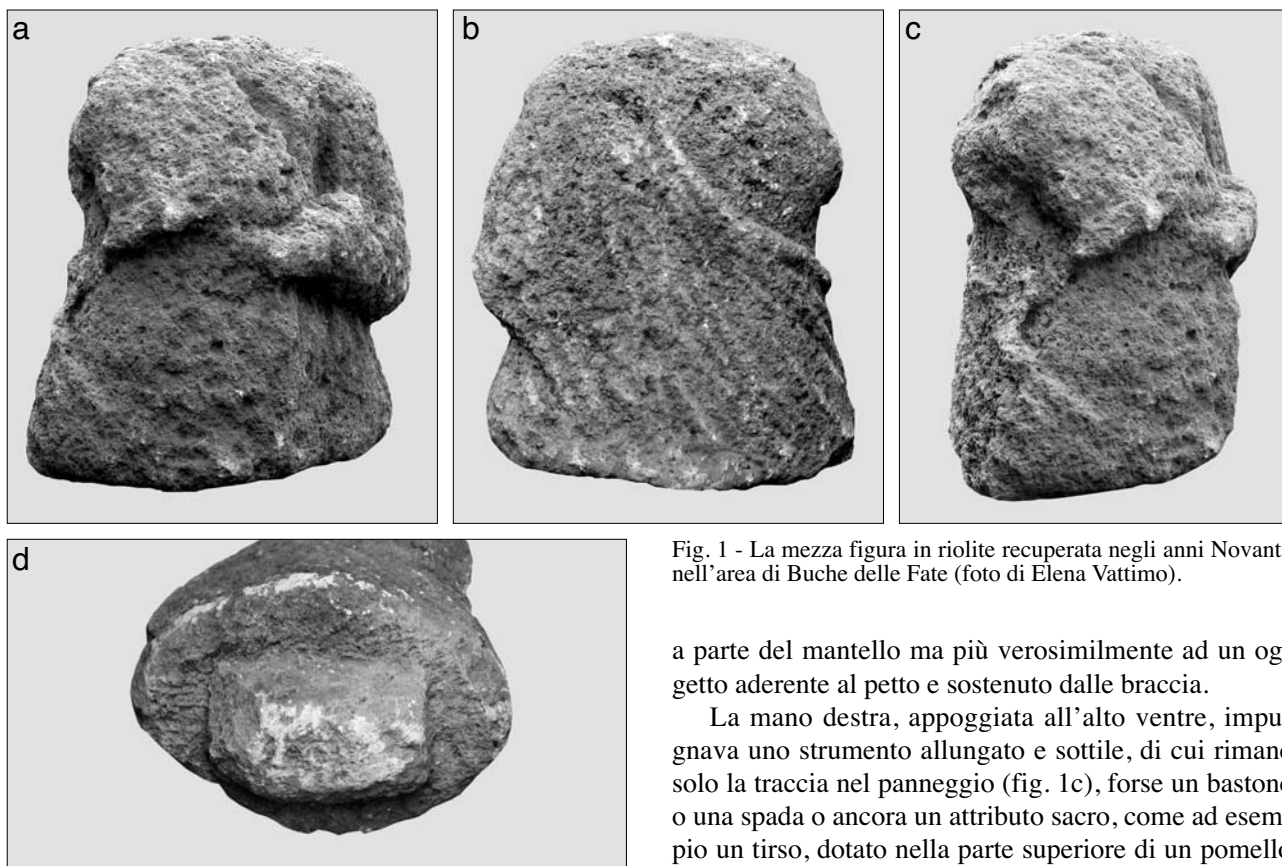 a
b
c
d
Fig. 1 - La mezza figura in riolite recuperata negli anni Novant
nell'area di Buche delle Fate (foto di Elena Vattimo).
a parte del mantello ma più verosimilmente ad un og
getto aderente al petto e sostenuto dalle braccia.
La mano destra, appoggiata all'alto ventre, impu
gnava uno strumento allungato e sottile, di cui riman
solo la traccia nel panneggio (fig. 1c), forse un baston
o una spada o ancora un attributo sacro, come ad esem
pio un tirso, dotato nella parte superiore di un pomello